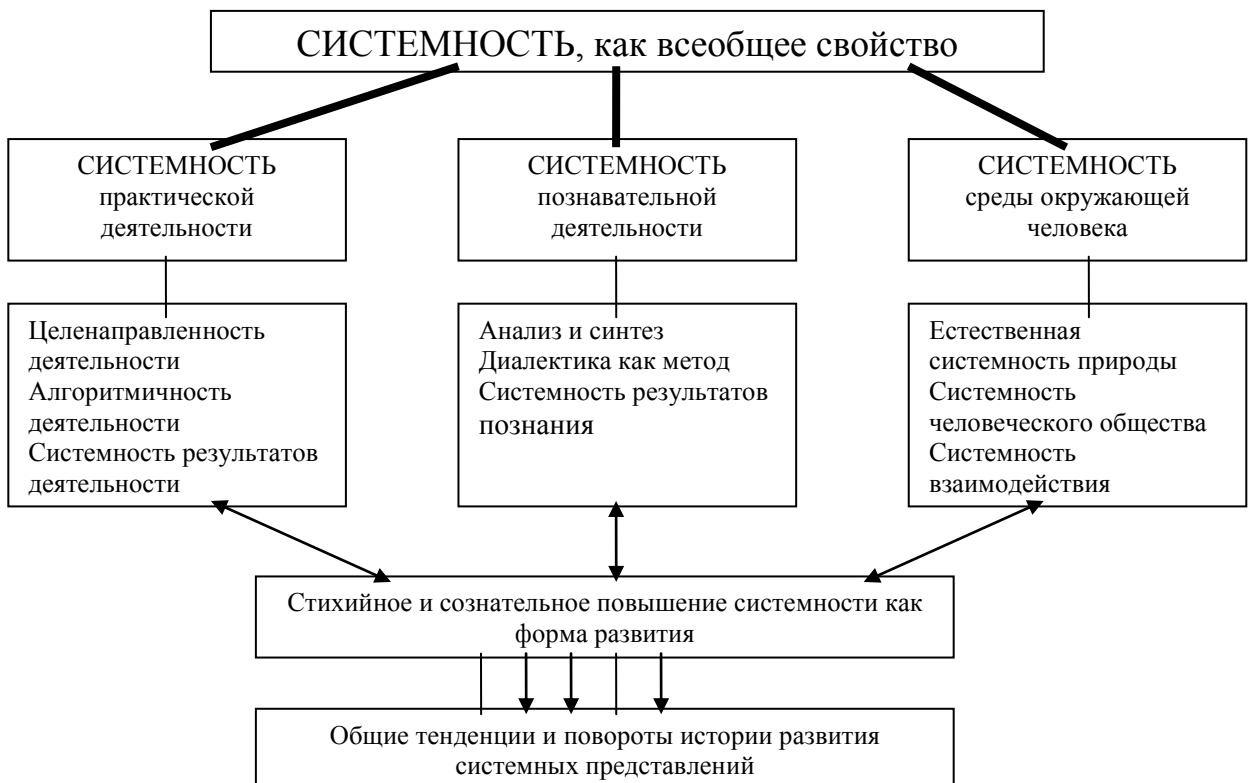 СИСТЕМНОСТЬ, как всеобщее свойство
СИСТЕМНОСТЬ
практической
деятельности
СИСТЕМНОСТЬ
познавательной
деятельности
СИСТЕМНОСТЬ
среды окружающей
человека
Целенаправленность
деятельности
Алгоритмичность
деятельности
Системность результатов
деятельности
Анализ и синтез
Диалектика как метод
Системность результатов
познания
Естественная
системность природы
Системность
человеческого общества
Системность
взаимодействия
Стихийное и сознательное повышение системности как
форма развития
Общие тенденции и повороты истории развития
системных представлений